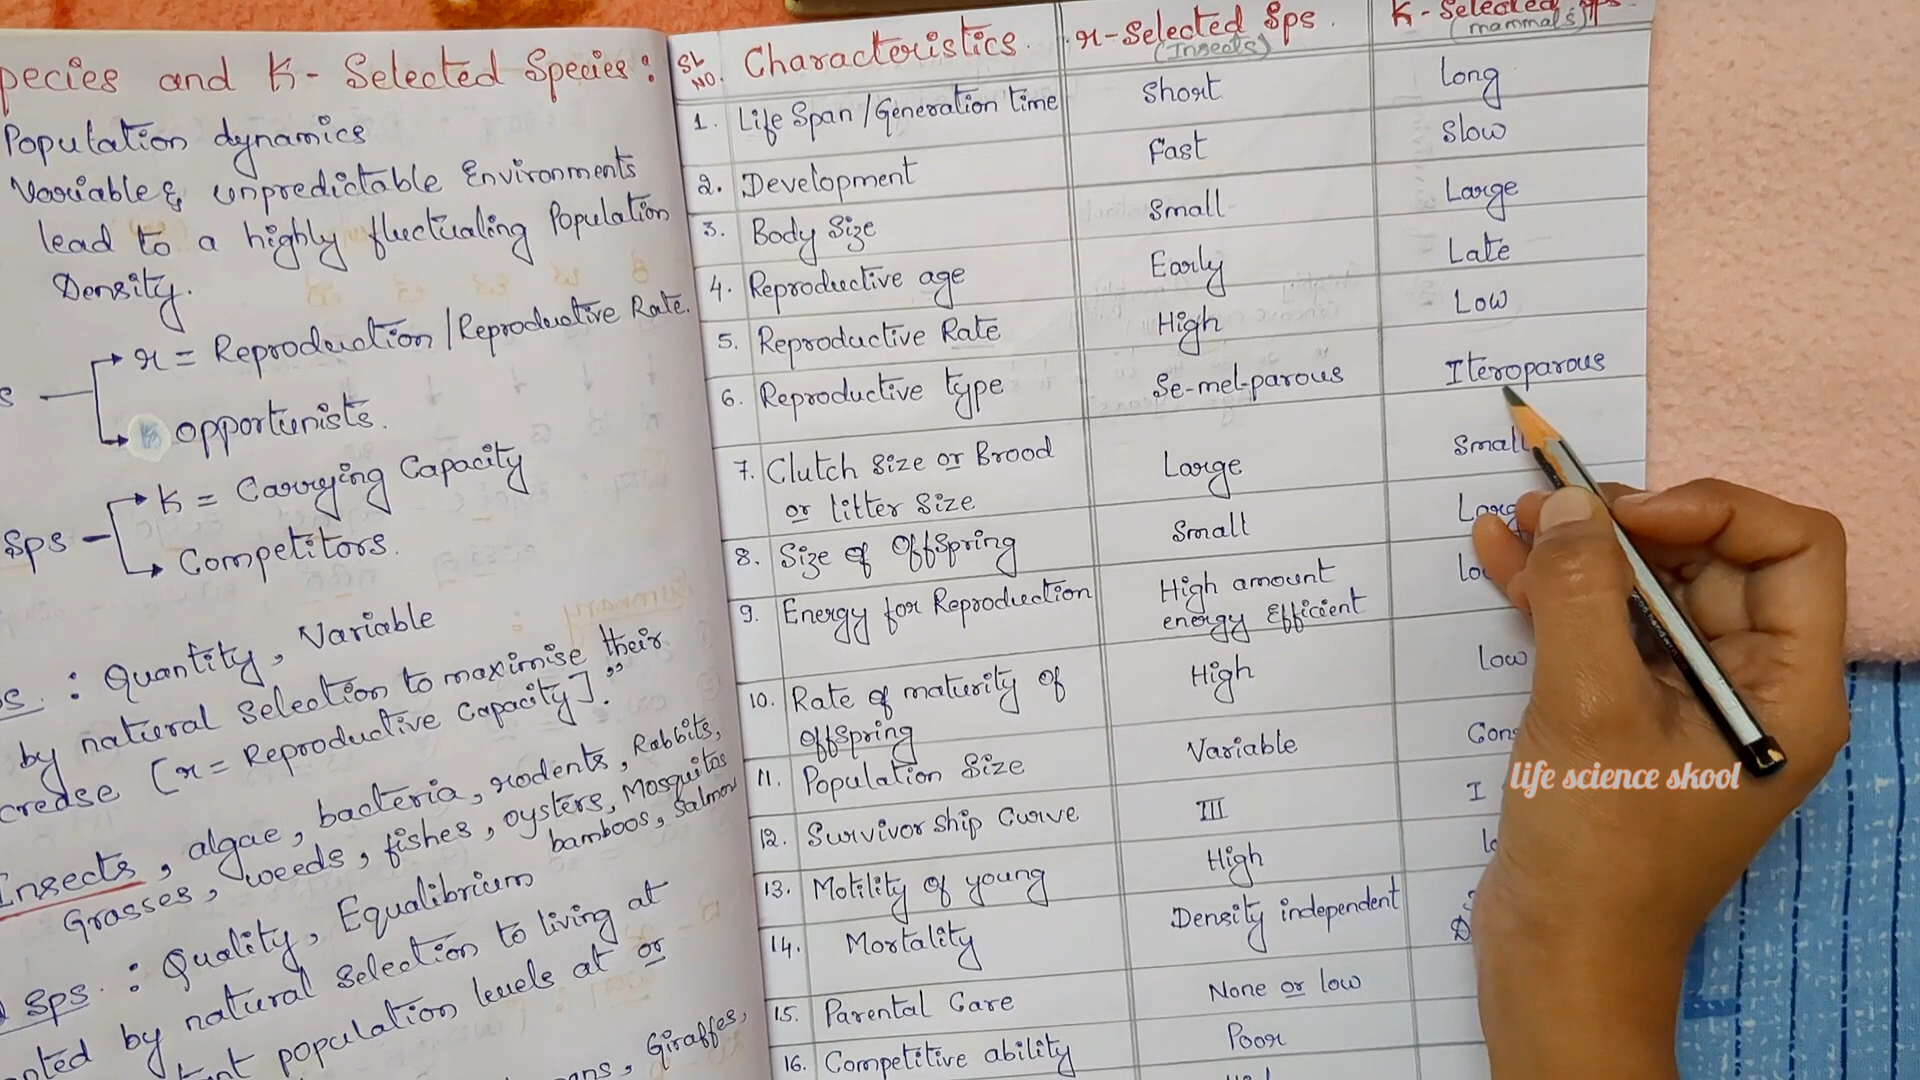 pecies and K- Selected Species:
Population dynamics
Variable & unpredictable Environments
lead to a highly fluctualing Population
Density.
s
r = Reproduction / Reproductive Rate.
opportunists.
Sps
K = Carrying Capacity
Competitors.
s. : Quantity, Variable
by natural Selection to maximise their
crease [r = Reproductive Capacity]."
Insects, algae, bacteria, rodents, Rabbits,
Grasses, weeds, fishes, oysters, Mosquitos
bamboos, Salmon
Sps. : Quality, Equalibrium
nted by natural Selection to living at
population levels at or
ans, Giraffes,
SL NO. Characteristics. r-Selected Sps. K-Selected
(Insects) (mammals)
1. Life Span / Generation time Short long
2. Development Fast Slow
3. Body Size Small Large
4. Reproductive age Early Late
5. Reproductive Rate High Low
6. Reproductive type Se-mel-parous Iteroparous
7. Clutch Size or Brood Large Small
or litter Size
8. Size of Offspring Small Larg
9. Energy for Reproduction High amount lo
energy Efficient
10. Rate of maturity of High low
offspring
11. Population Size Variable Cons
12. Survivor Ship Curve III I
13. Motility of young High lo
14. Mortality Density independent D
15. Parental Care None or low
16. Competitive ability Poor
life science skool